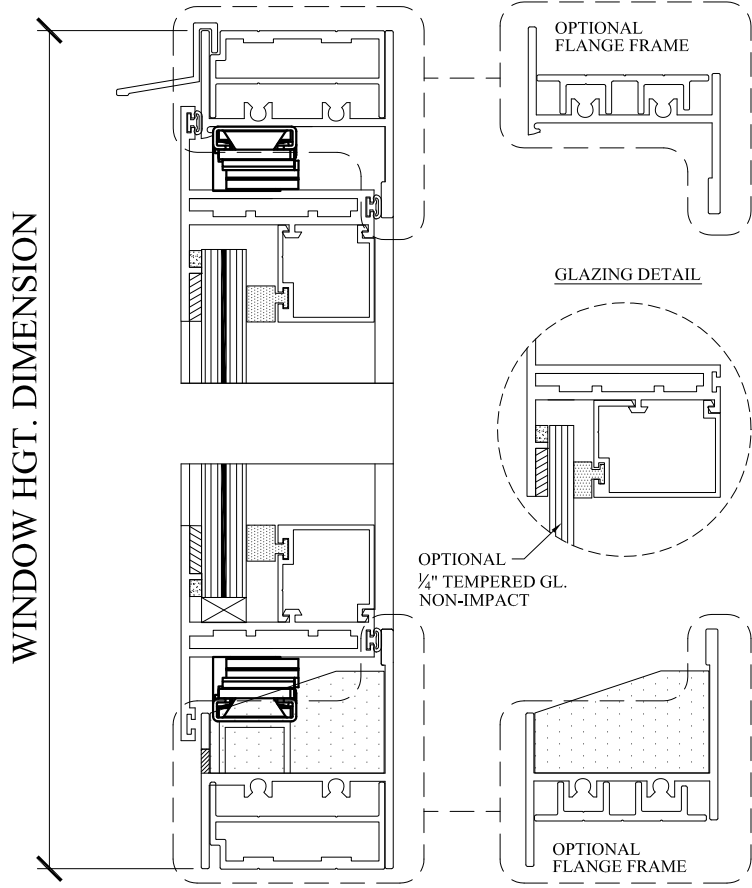 OPTIONAL
FLANGE FRAME
WINDOW HGT. DIMENSION
GLAZING DETAIL
OPTIONAL
¼" TEMPERED GL.
NON-IMPACT
OPTIONAL
FLANGE FRAME